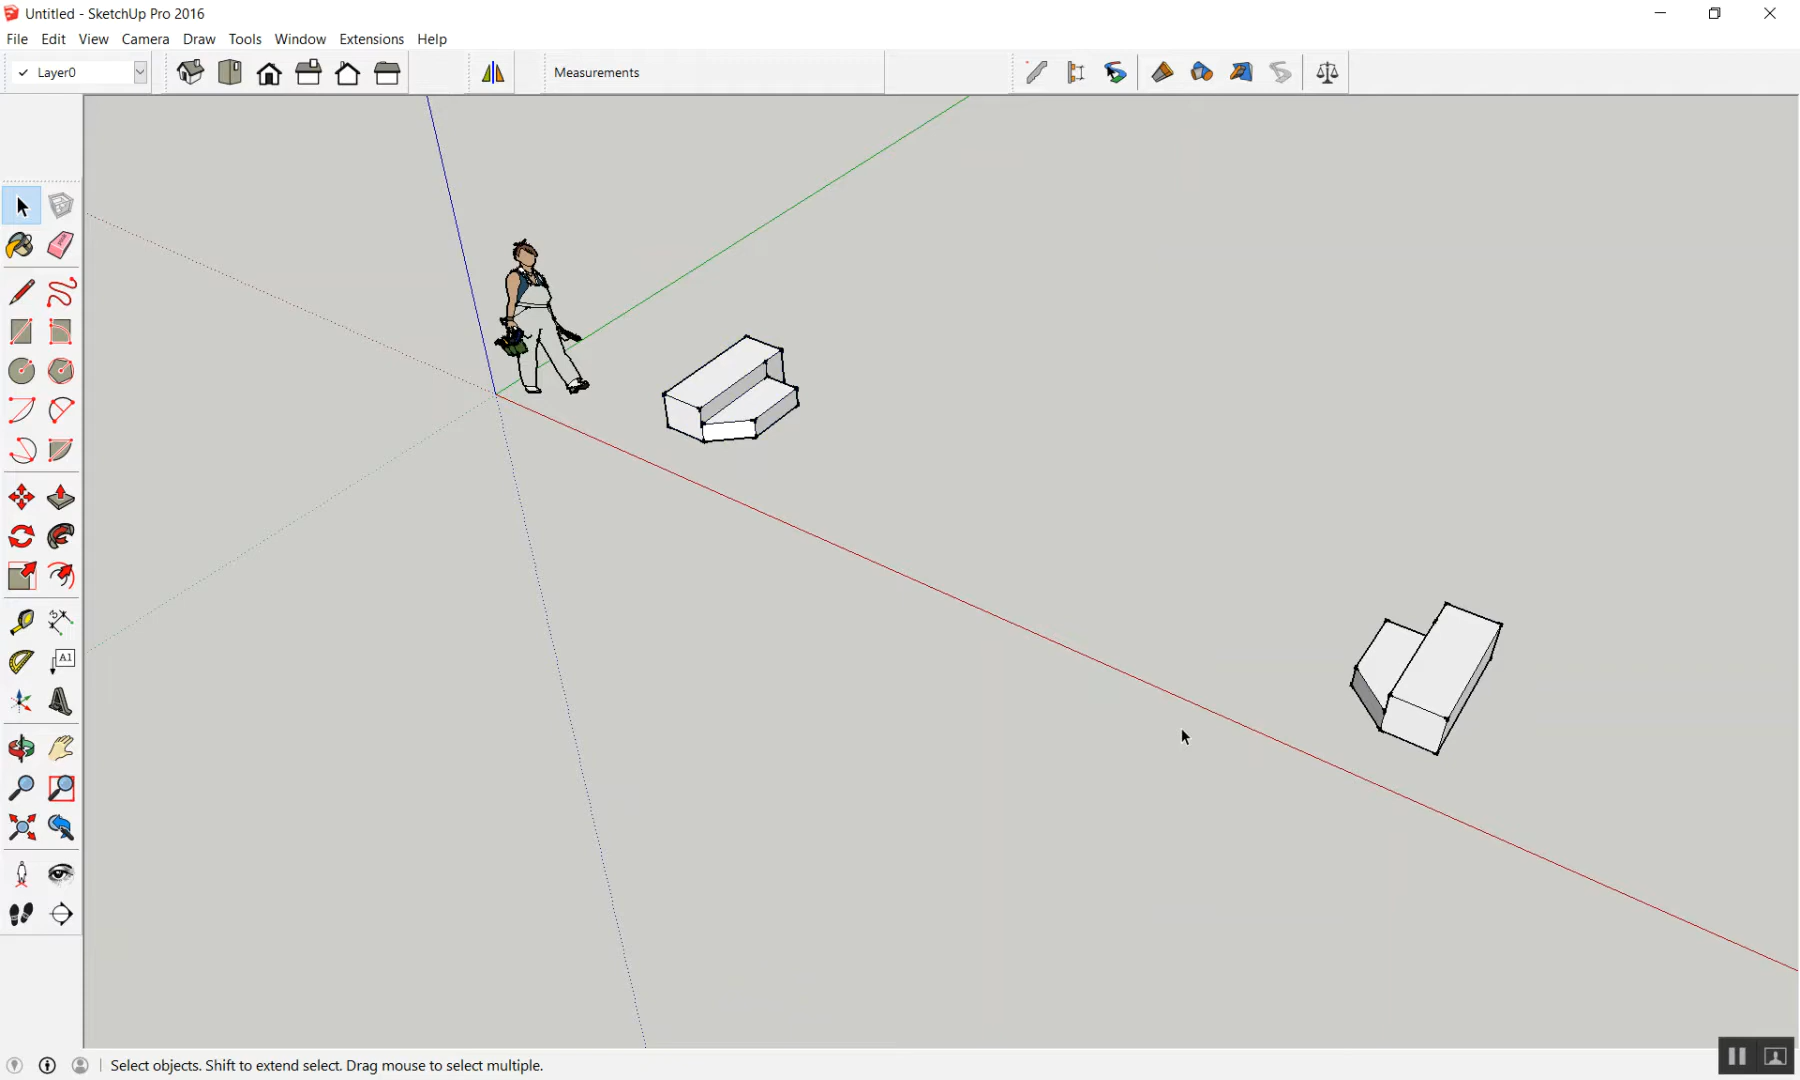 Untitled - SketchUp Pro 2016
File Edit View Camera Draw Tools Window Extensions Help
Layer0
Measurements
A1
Select objects. Shift to extend select. Drag mouse to select multiple.